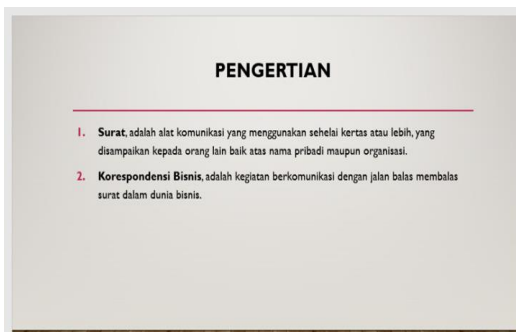 PENGERTIAN
1. Surat, adalah alat komunikasi yang menggunakan sehelai kertas atau lebih, yang
disampaikan kepada orang lain baik atas nama pribadi maupun organisasi.
2. Korespondensi Bisnis, adalah kegiatan berkomunikasi dengan jalan balas membalas
surat dalam dunia bisnis.